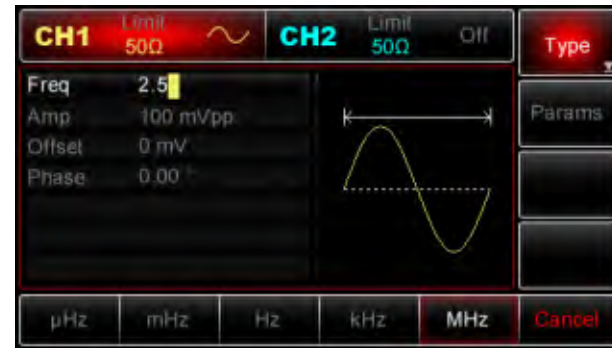 CH1 Limit 50Ω CH2 Limit 50Ω Off
Type
Freq 2.5
Amp 100 mVpp
Offset 0 mV
Phase 0.00 °
Params
µHz mHz Hz kHz MHz Cancel